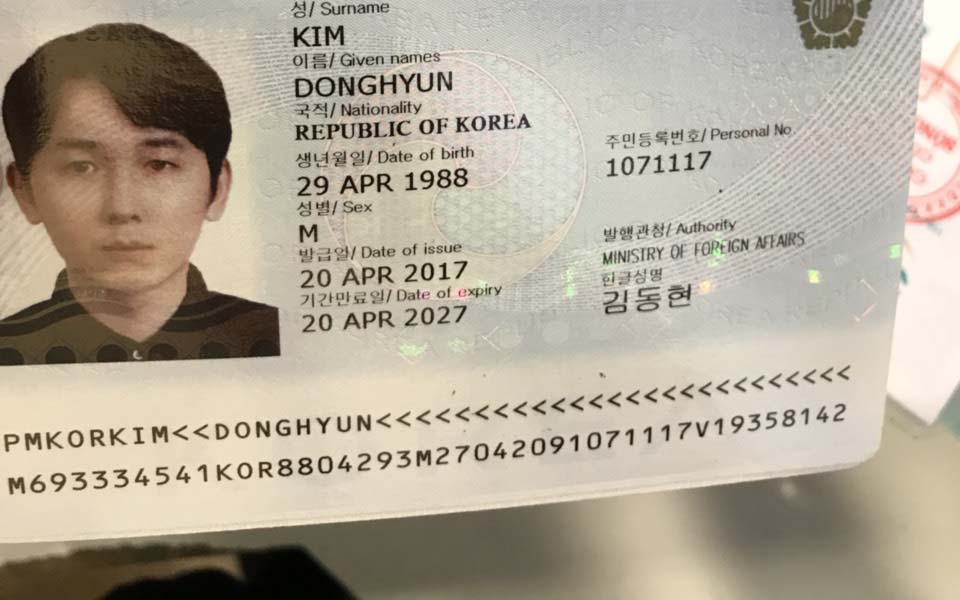 성/ Surname
KIM
이름/ Given names
DONGHYUN
국적/ Nationality
REPUBLIC OF KOREA
생년월일/ Date of birth
29 APR 1988
주민등록번호/ Personal No.
1071117
성별/ Sex
M
발급일/ Date of issue
20 APR 2017
발행관청/ Authority
MINISTRY OF FOREIGN AFFAIRS
기간만료일/ Date of expiry
20 APR 2027
한글성명
김동현
PMKORKIM<<DONGHYUN<<<<<<<<<<<<<<<<<<<<<<<<<<
M693334541KOR8804293M27042091071117V19358142